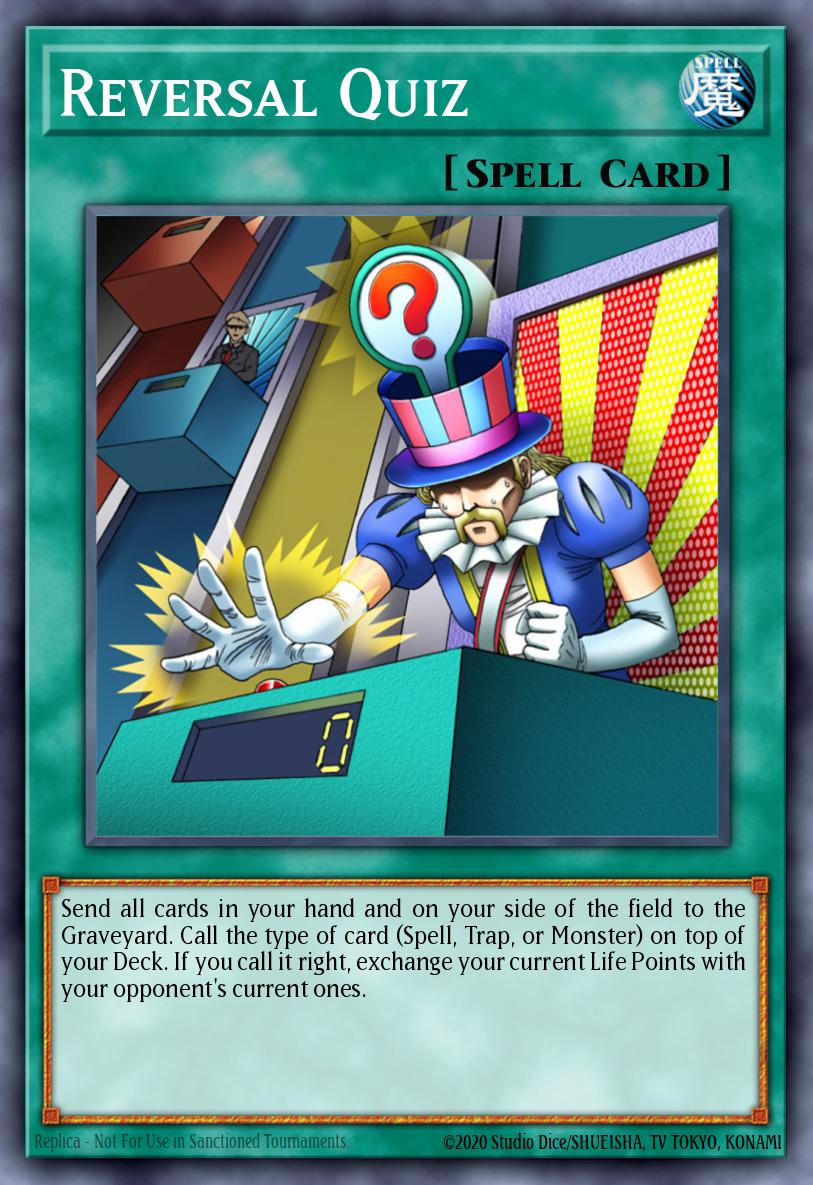 Reversal Quiz
SPELL
魔
[ Spell Card ]
?
0
Send all cards in your hand and on your side of the field to the
Graveyard. Call the type of card (Spell, Trap, or Monster) on top of
your Deck. If you call it right, exchange your current Life Points with
your opponent's current ones.
Replica - Not For Use in Sanctioned Tournaments.
©2020 Studio Dice/SHUEISHA, TV TOKYO, KONAMI